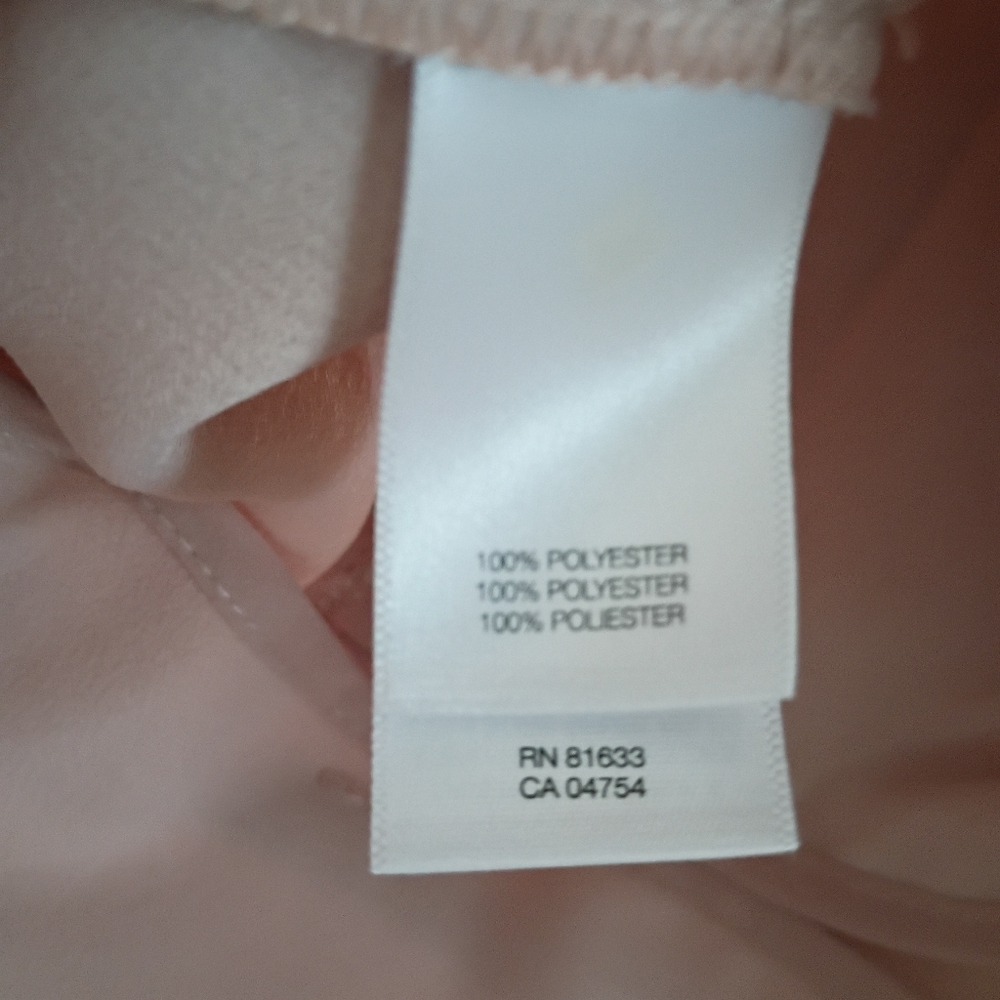 100% POLYESTER
100% POLYESTER
100% POLIESTER
RN 81633
CA 04754